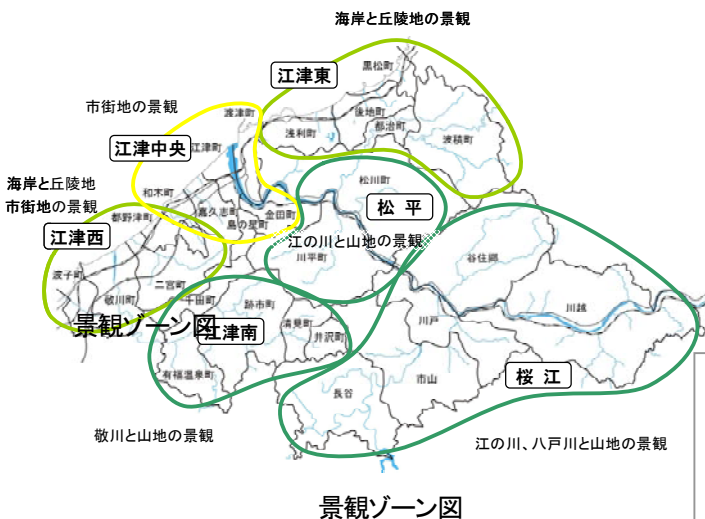 海岸と丘陵地の景観
黒松町
江津東
市街地の景観
渡津町
後地町
浅利町
都治町
波積町
江津町
江津中央
松川町
海岸と丘陵地
市街地の景観
和木町
嘉久志町
都野津町
島の星町
金田町
松 平
江津西
江の川と山地の景観
川平町
谷住郷
波子町
二宮町
敬川町
千田町
跡市町
川越
景観ゾーン図
江津南
清見町
井沢町
川戸
有福温泉町
市山
桜 江
長谷
敬川と山地の景観
江の川、八戸川と山地の景観
景観ゾーン図